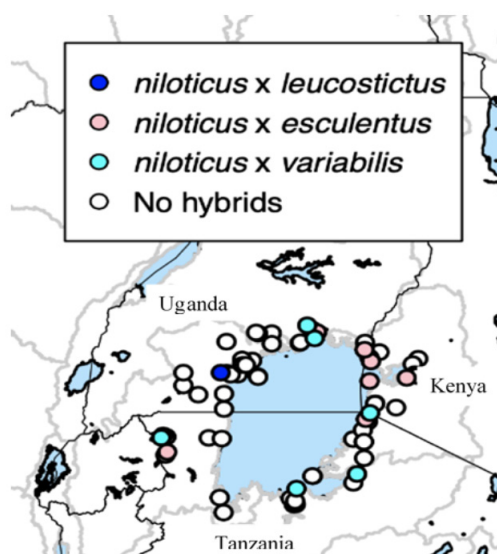 niloticus x leucostictus
niloticus x esculentus
niloticus x variabilis
No hybrids
Uganda
Kenya
Tanzania